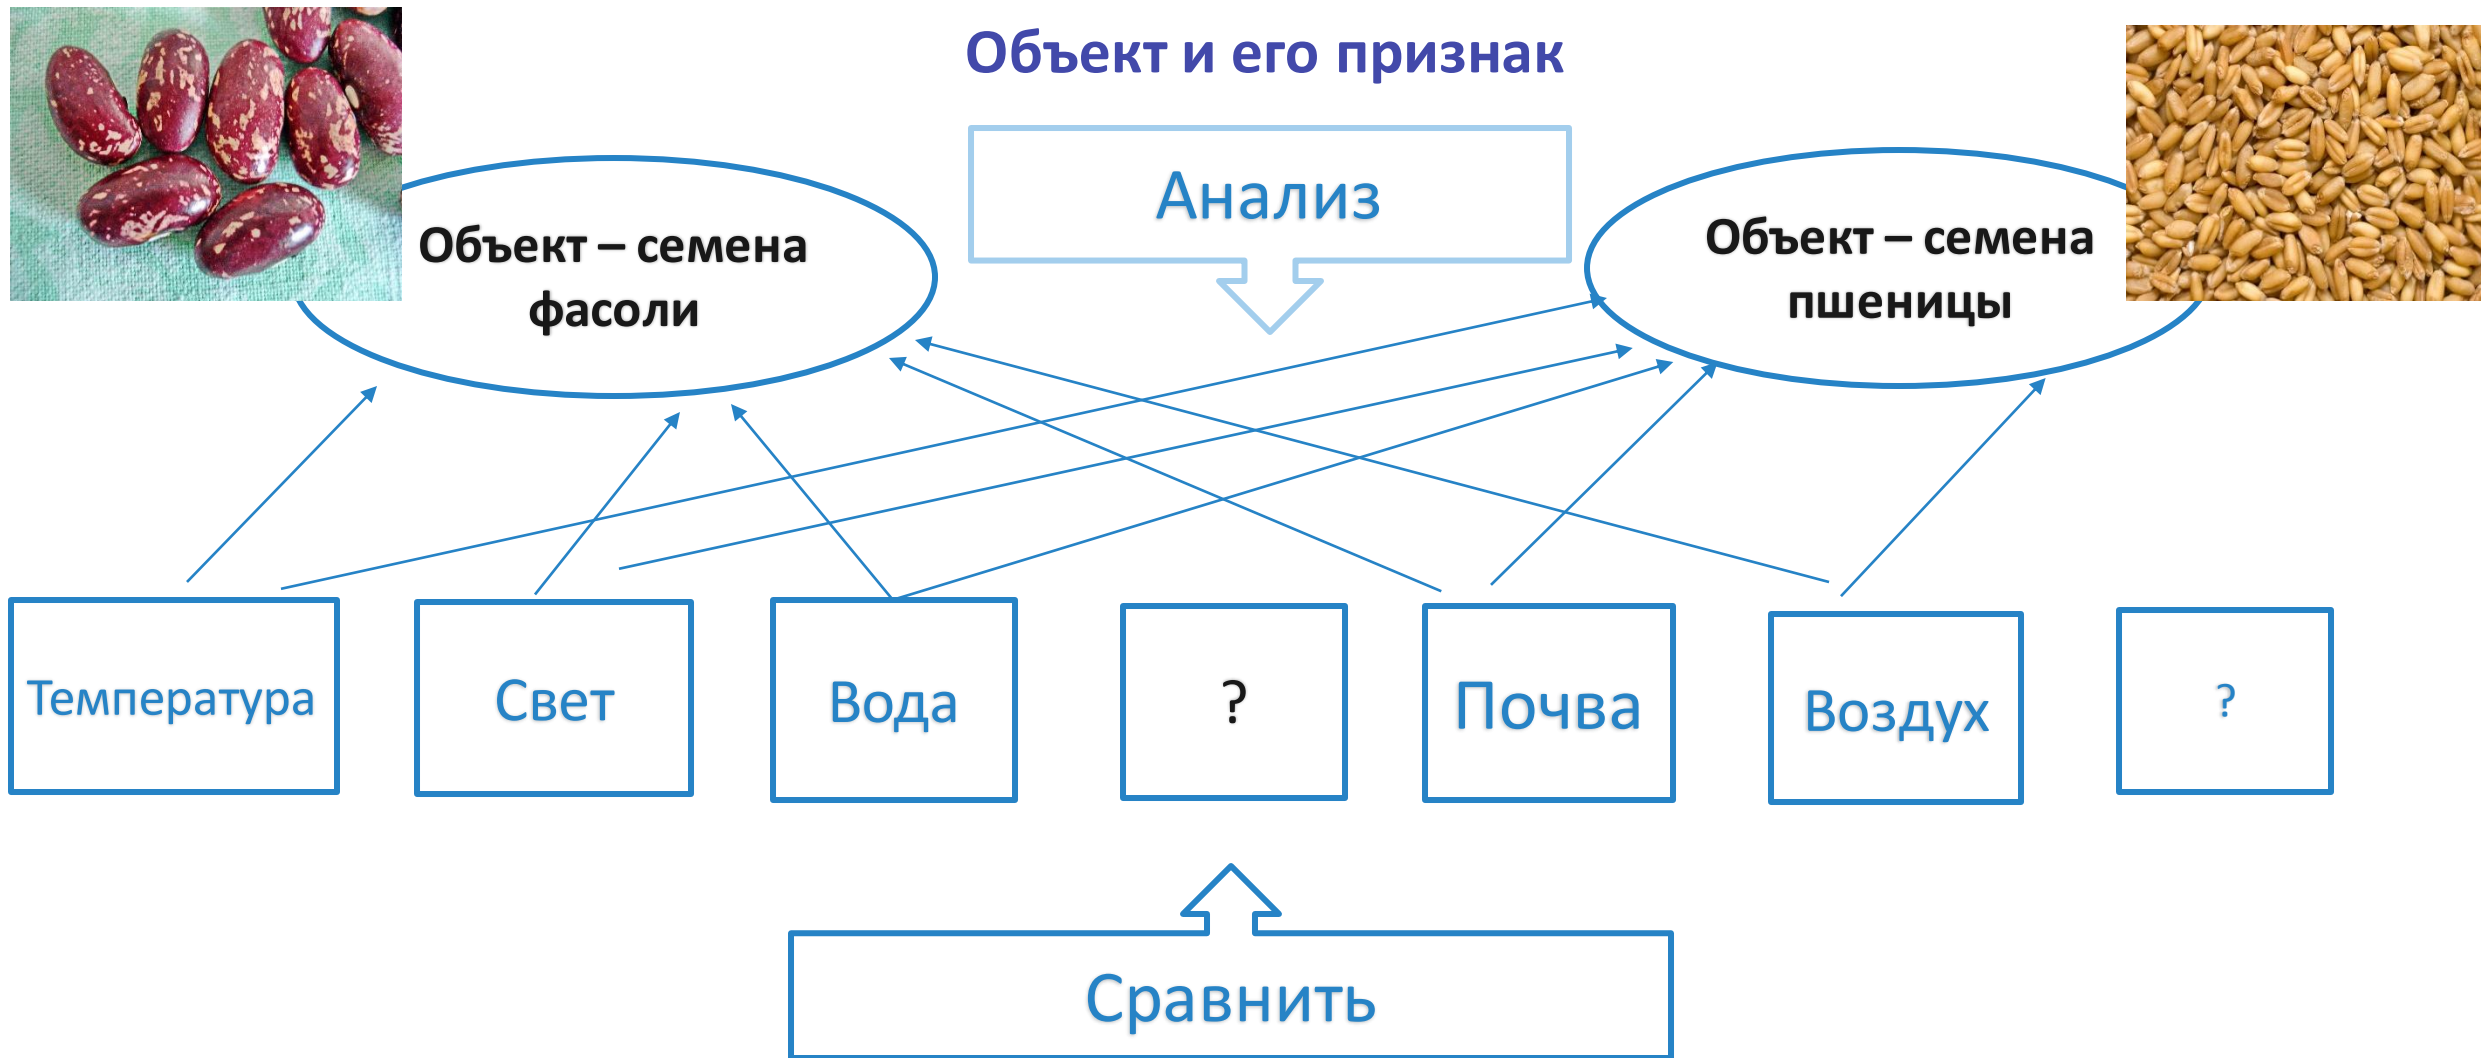 Объект и его признак
Анализ
Объект – семена
фасоли
Объект – семена
пшеницы
Температура
Свет
Вода
?
Почва
Воздух
?
Сравнить